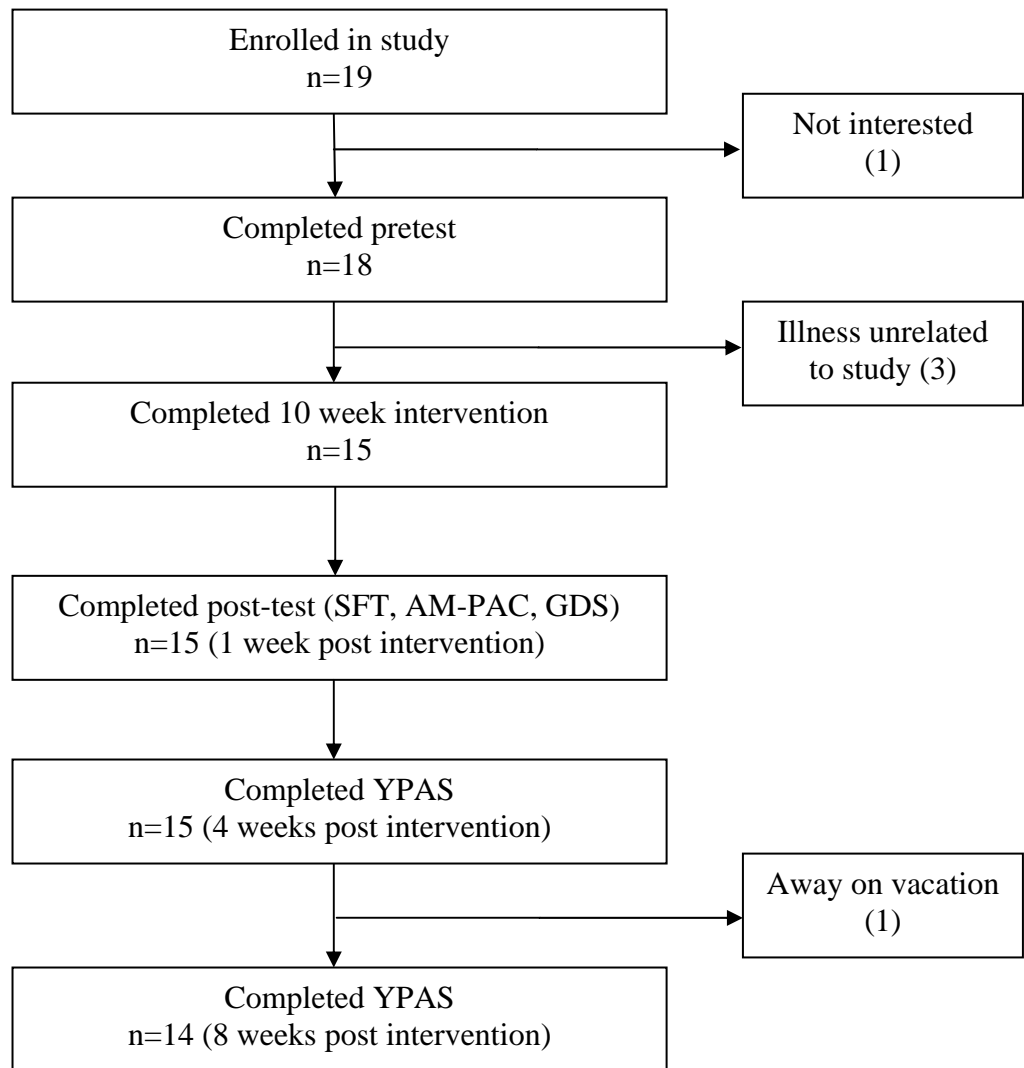 Enrolled in study
n=19
Not interested
(1)
Completed pretest
n=18
Illness unrelated
to study (3)
Completed 10 week intervention
n=15
Completed post-test (SFT, AM-PAC, GDS)
n=15 (1 week post intervention)
Completed YPAS
n=15 (4 weeks post intervention)
Away on vacation
(1)
Completed YPAS
n=14 (8 weeks post intervention)